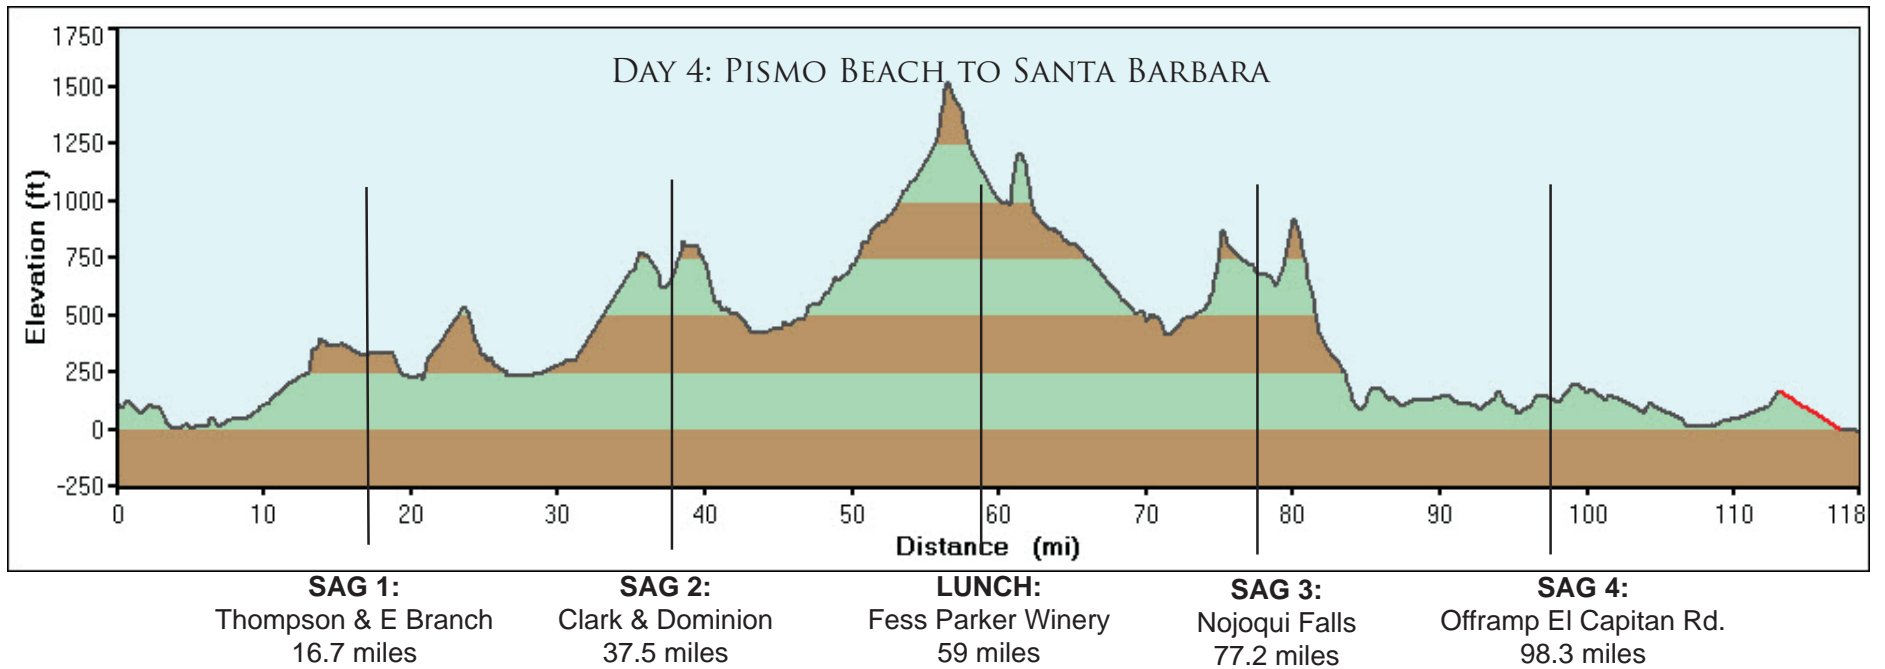 DAY 4: PISMO BEACH TO SANTA BARBARA
1750
1500
1250
1000
750
500
250
0
-250
Elevation (ft)
0 10 20 30 40 50 60 70 80 90 100 110 118
Distance (mi)
SAG 1:
Thompson & E Branch
16.7 miles
SAG 2:
Clark & Dominion
37.5 miles
LUNCH:
Fess Parker Winery
59 miles
SAG 3:
Nojoqui Falls
77.2 miles
SAG 4:
Offramp El Capitan Rd.
98.3 miles